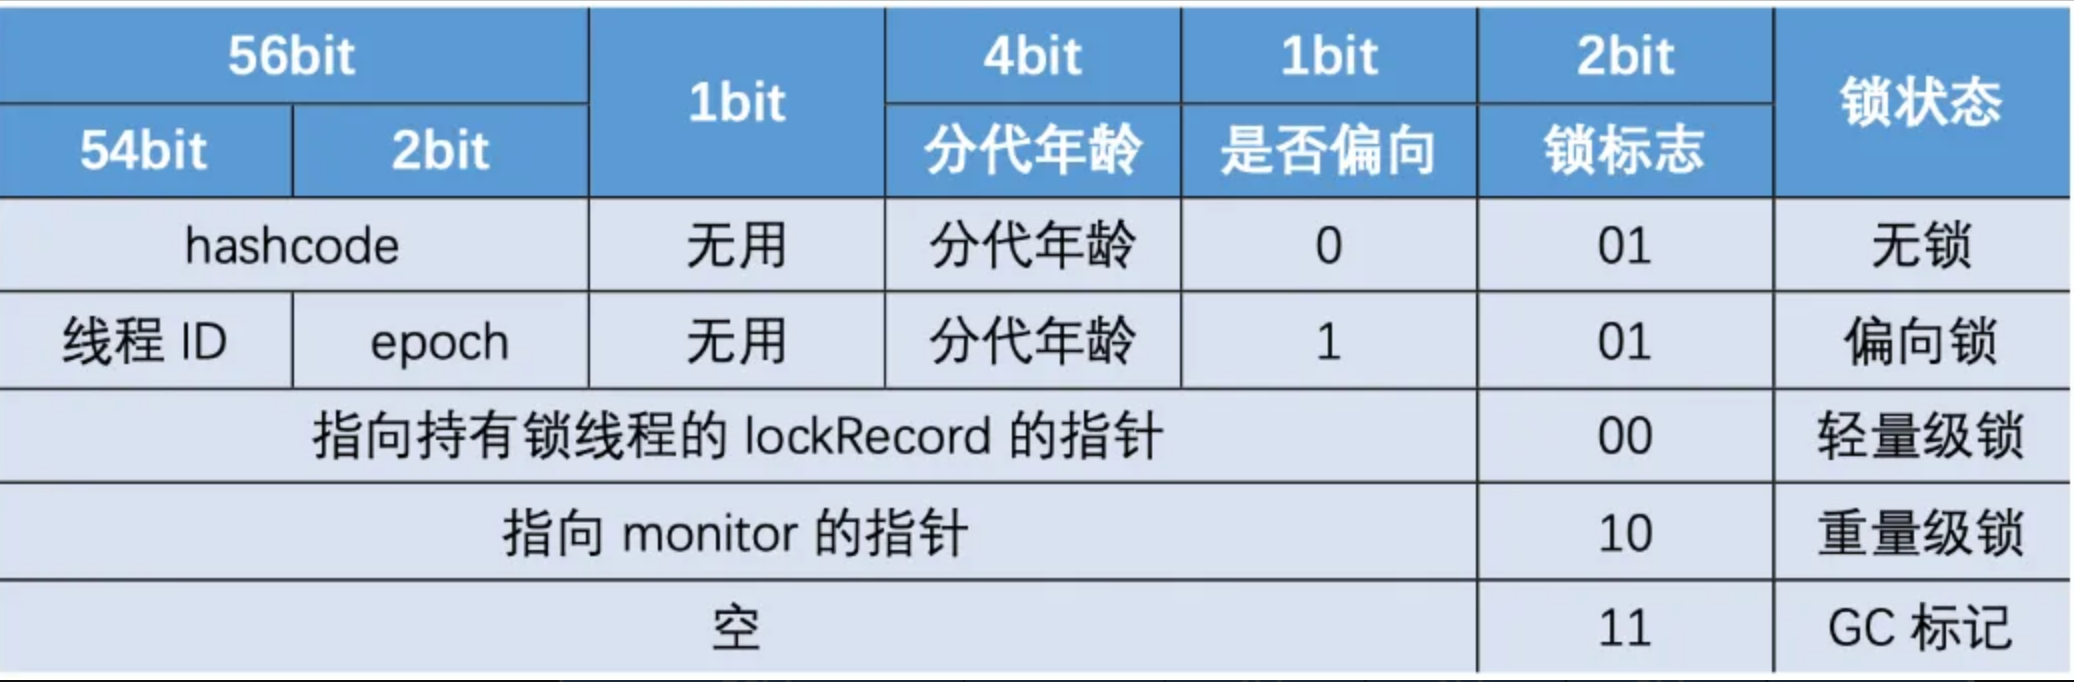 56bit 1bit 4bit 1bit 2bit 锁状态
54bit 2bit 分代年龄 是否偏向 锁标志
hashcode 无用 分代年龄 0 01 无锁
线程 ID epoch 无用 分代年龄 1 01 偏向锁
指向持有锁线程的 lockRecord 的指针 00 轻量级锁
指向 monitor 的指针 10 重量级锁
空 11 GC 标记